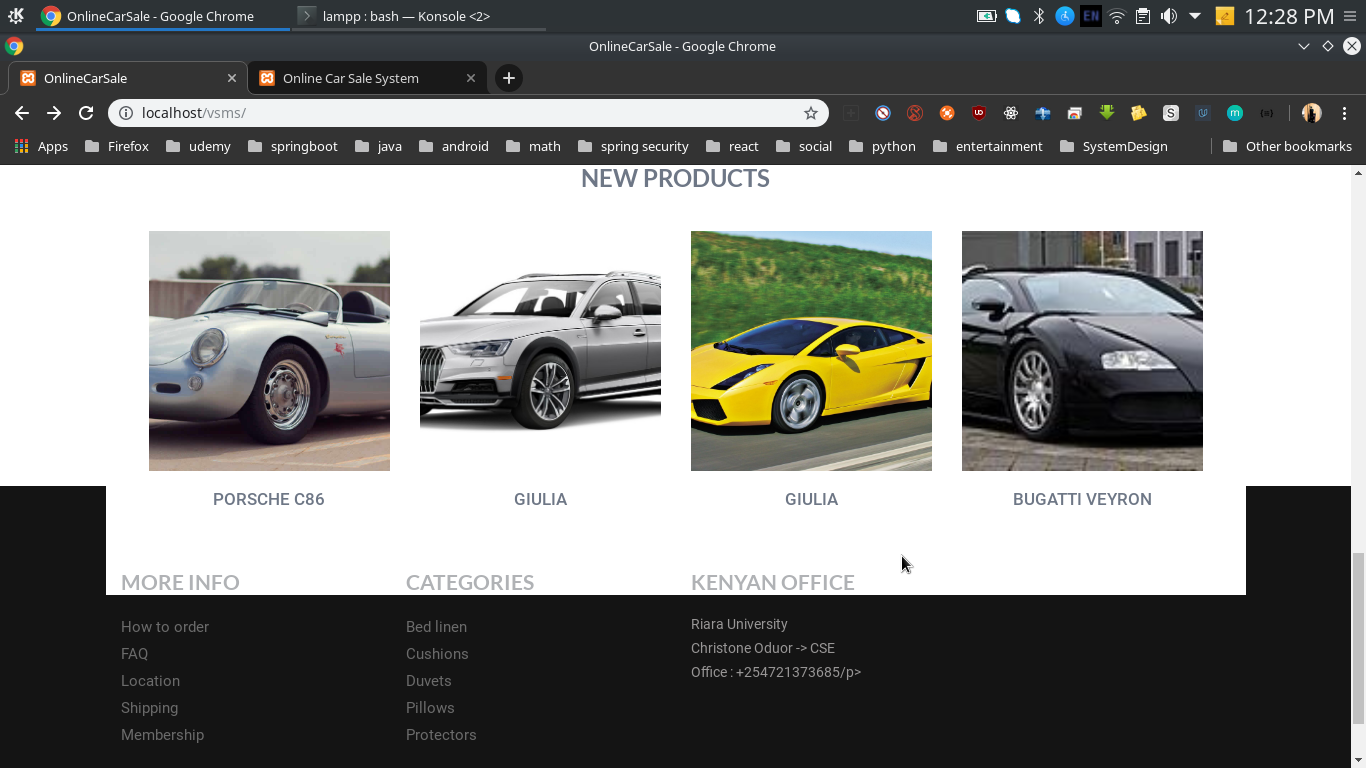 OnlineCarSale - Google Chrome
lampp : bash — Konsole <2>
EN
12:28 PM
OnlineCarSale - Google Chrome
OnlineCarSale
Online Car Sale System
localhost/vsms/
UD
S
m
Apps
Firefox
udemy
springboot
java
android
math
spring security
react
social
python
entertainment
SystemDesign
Other bookmarks
NEW PRODUCTS
PORSCHE C86
GIULIA
GIULIA
BUGATTI VEYRON
MORE INFO
How to order
FAQ
Location
Shipping
Membership
CATEGORIES
Bed linen
Cushions
Duvets
Pillows
Protectors
KENYAN OFFICE
Riara University
Christone Oduor -> CSE
Office : +254721373685/p>